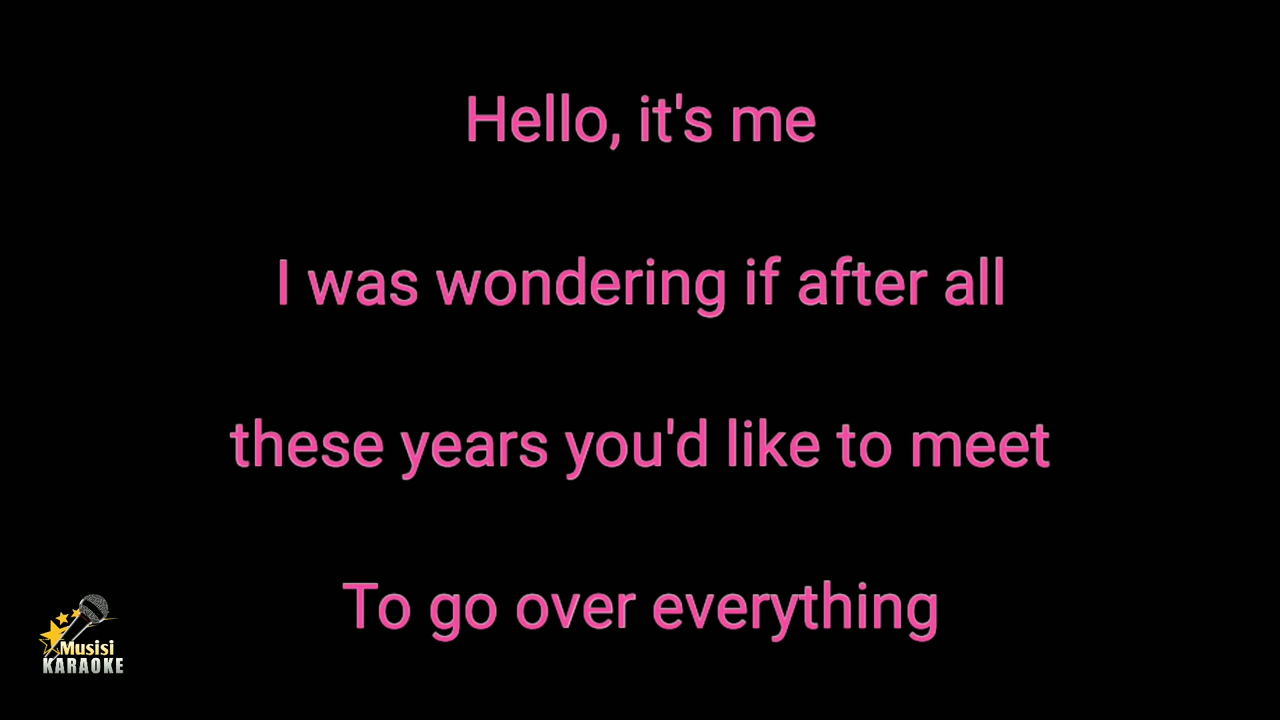 Hello, it's me
I was wondering if after all
these years you'd like to meet
To go over everything
Musisi
KARAOKE